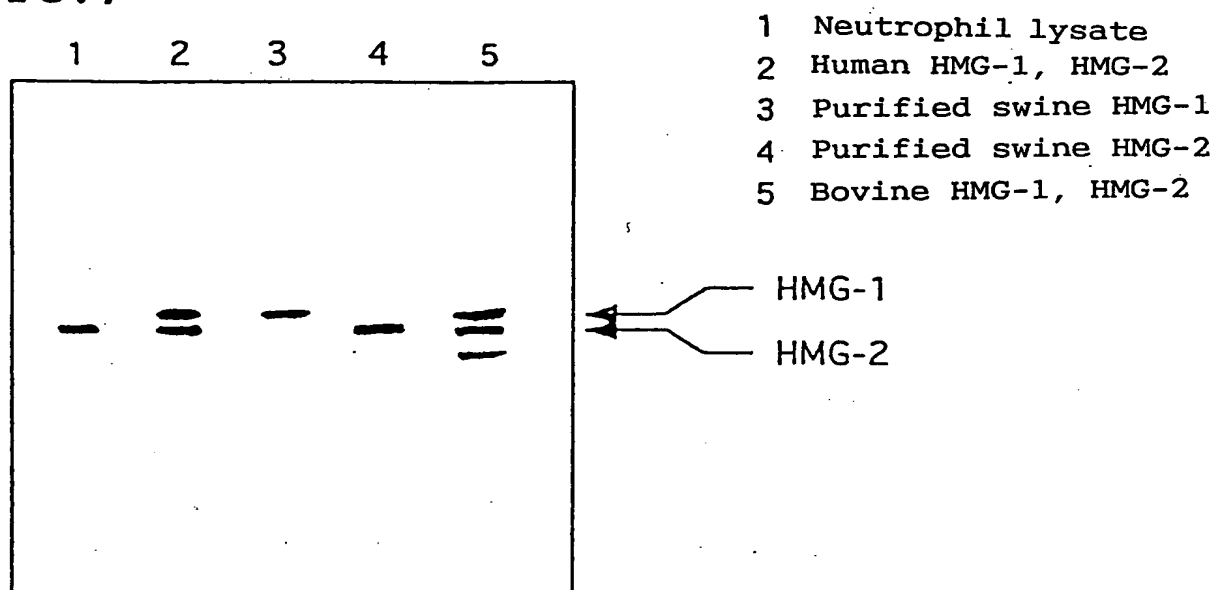 1 2 3 4 5
1 Neutrophil lysate
2 Human HMG-1, HMG-2
3 Purified swine HMG-1
4 Purified swine HMG-2
5 Bovine HMG-1, HMG-2
HMG-1
HMG-2